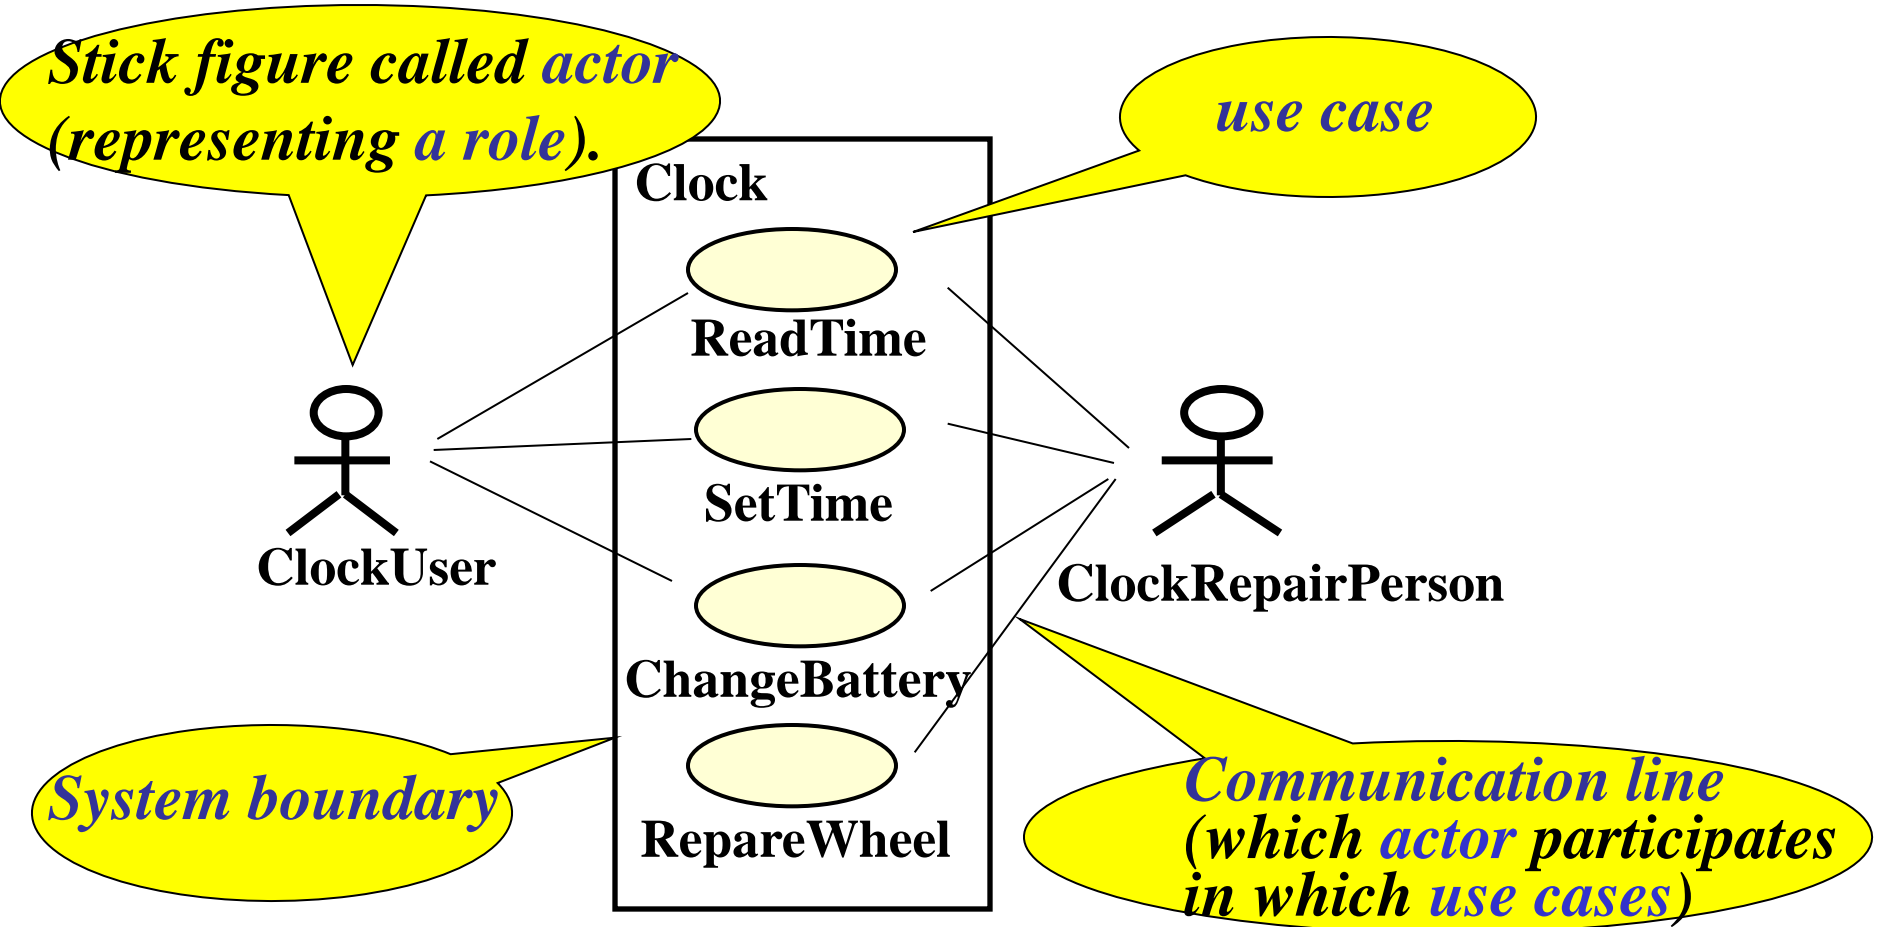 Stick figure called actor
(representing a role).
use case
Clock
ReadTime
SetTime
ClockUser
ClockRepairPerson
ChangeBattery
System boundary
RepareWheel
Communication line
(which actor participates
in which use cases)